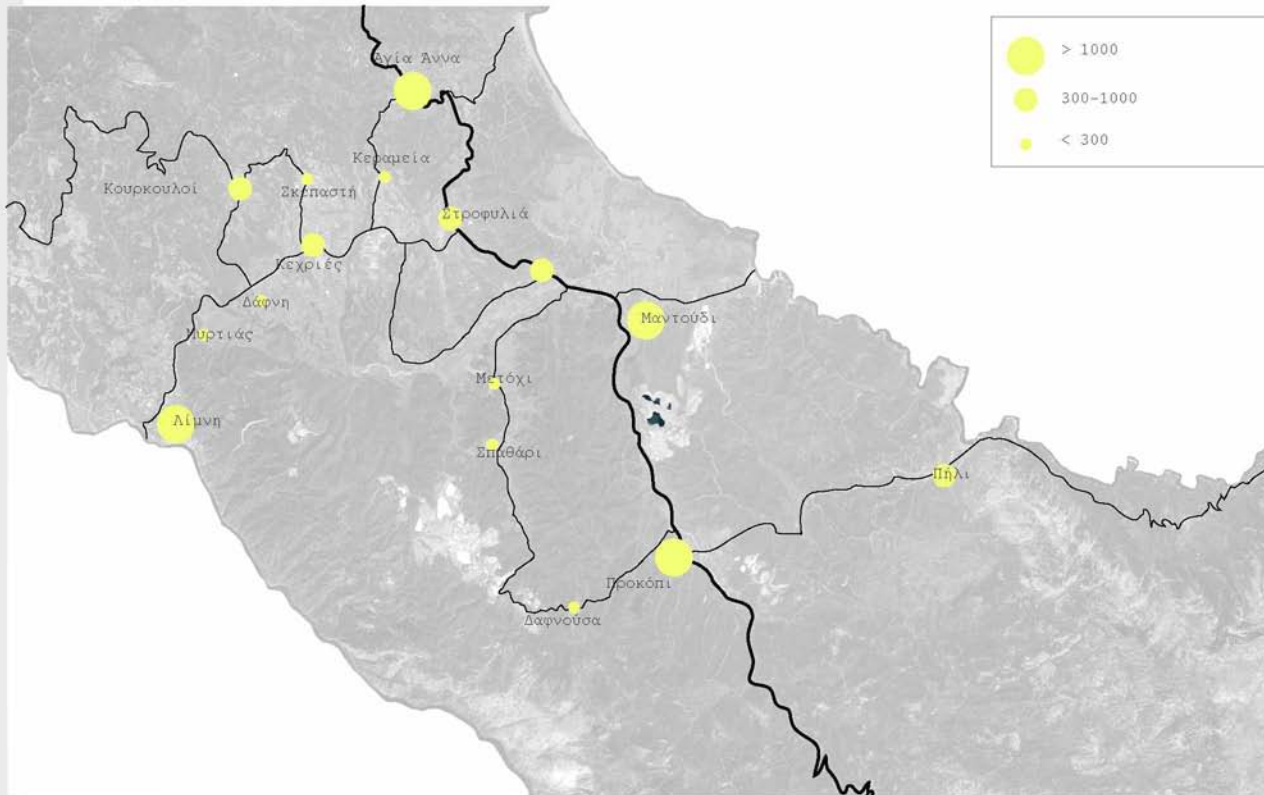 > 1000
300-1000
< 300
Αγία Άννα
Κεραμεία
Κουρκουλοί
Σκεπαστή
Στροφυλιά
Κεχριές
Δάφνη
Μαντούδι
Μυρτιάς
Μετόχι
Λίμνη
Σπαθάρι
Πήλι
Προκόπι
Δαφνούσα